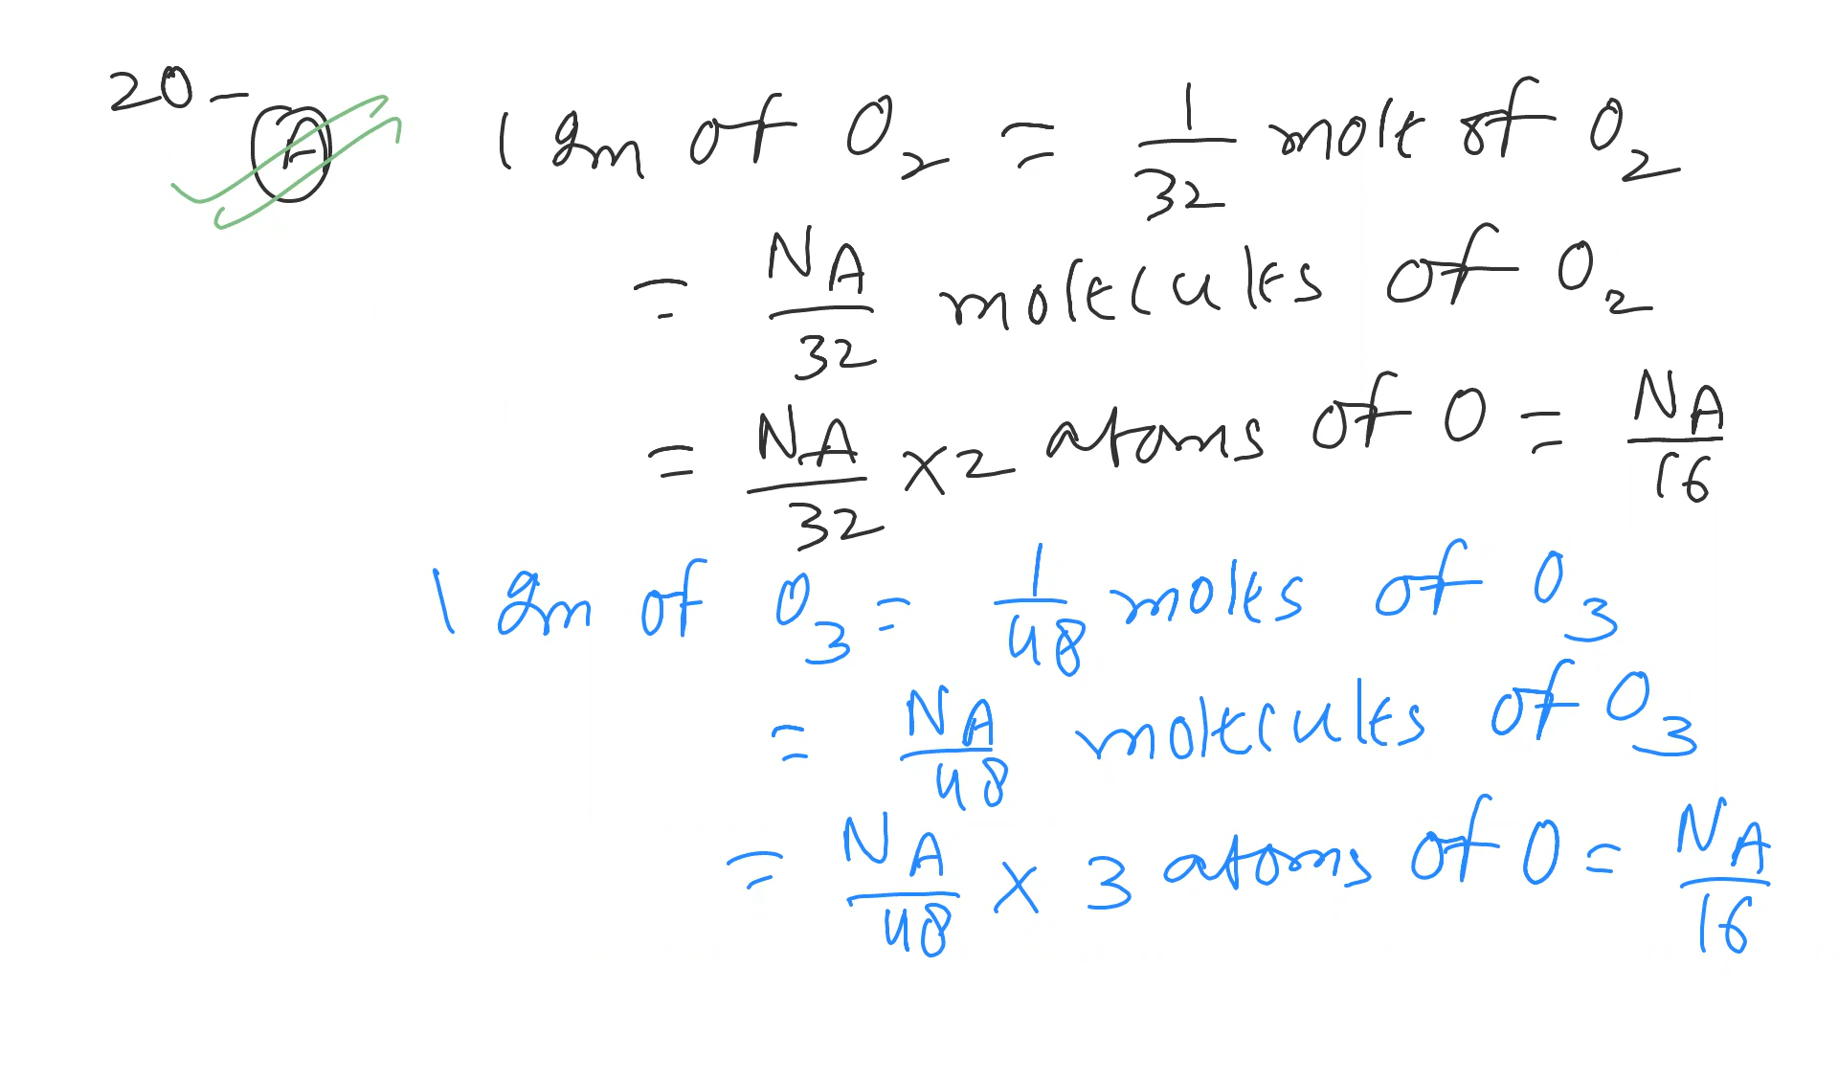 20-
A 1 gm of O₂ = 1/32 mole of O₂
= NA/32 molecules of O₂
= NA/32 ×2 atoms of O = NA/16
1 gm of O₃ = 1/48 moles of O₃
= NA/48 molecules of O₃
= NA/48 × 3 atoms of O = NA/16